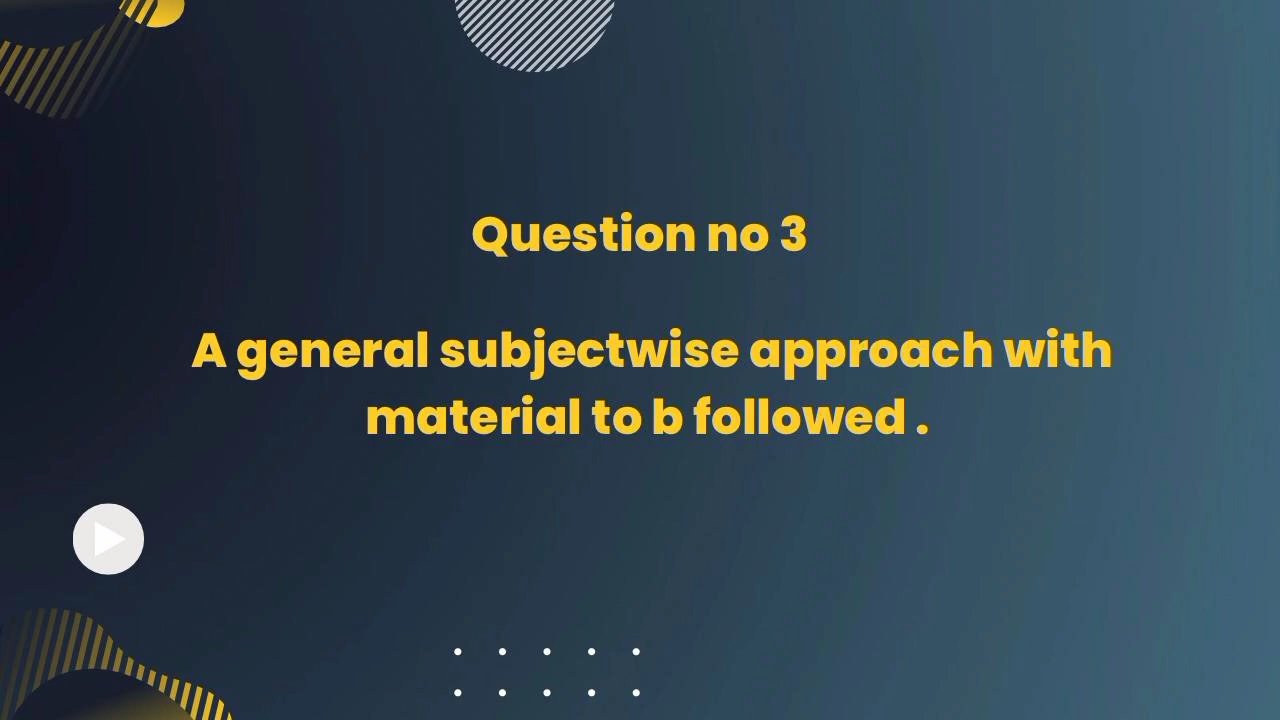 Question no 3
A general subjectwise approach with
material to b followed .